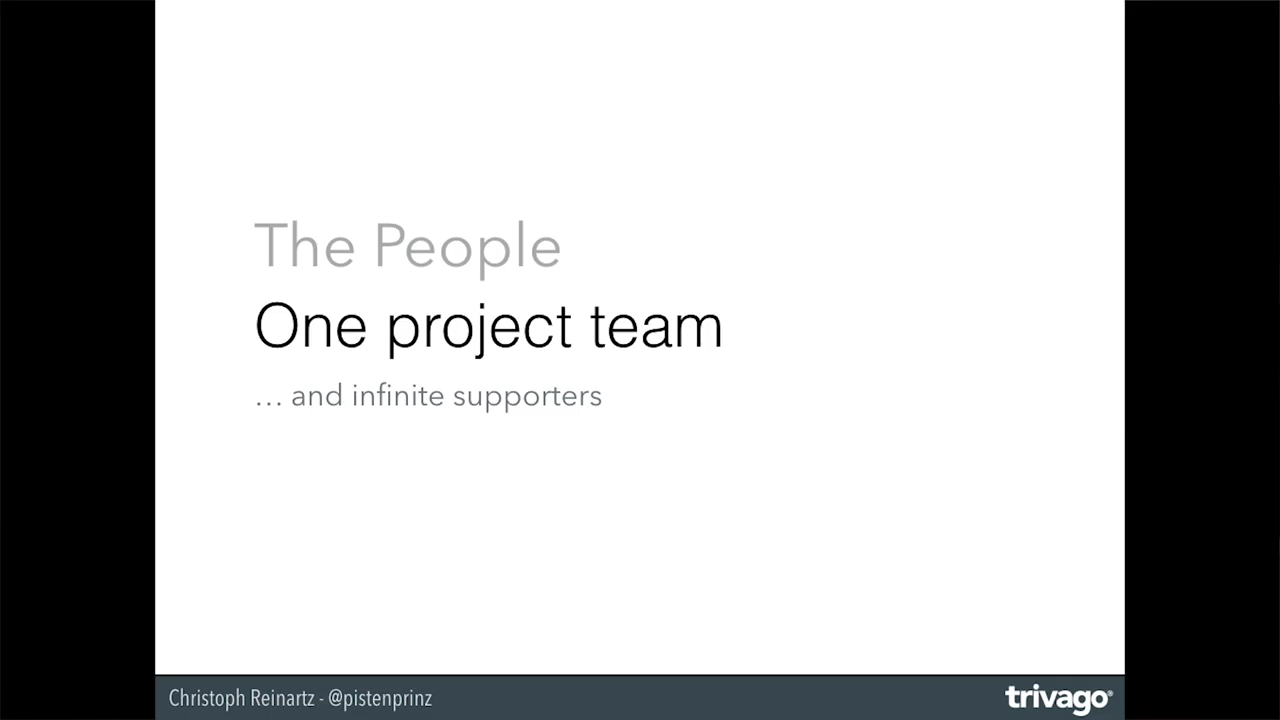 The People
One project team
… and infinite supporters
Christoph Reinartz - @pistenprinz
trivago®